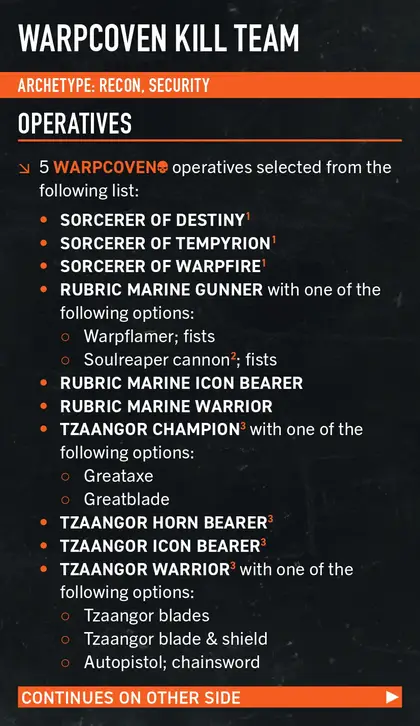 WARPCOVEN KILL TEAM
ARCHETYPE: RECON, SECURITY
OPERATIVES
↘ 5 WARPCOVEN💀 operatives selected from the
following list:
• SORCERER OF DESTINY¹
• SORCERER OF TEMPYRION¹
• SORCERER OF WARPFIRE¹
• RUBRIC MARINE GUNNER with one of the
following options:
○ Warpflamer; fists
○ Soulreaper cannon²; fists
• RUBRIC MARINE ICON BEARER
• RUBRIC MARINE WARRIOR
• TZAANGOR CHAMPION³ with one of the
following options:
○ Greataxe
○ Greatblade
• TZAANGOR HORN BEARER³
• TZAANGOR ICON BEARER³
• TZAANGOR WARRIOR³ with one of the
following options:
○ Tzaangor blades
○ Tzaangor blade & shield
○ Autopistol; chainsword
CONTINUES ON OTHER SIDE ▶